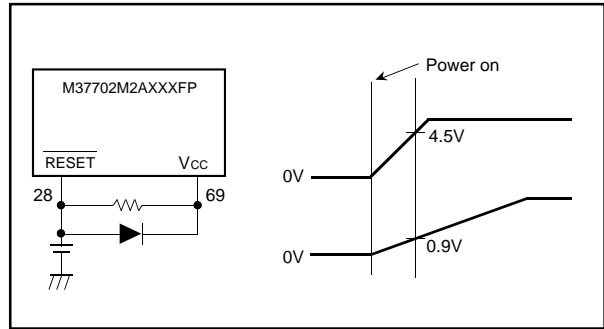 Power on
M37702M2AXXXFP
4.5V
RESET VCC
0V
28 69
0.9V
0V